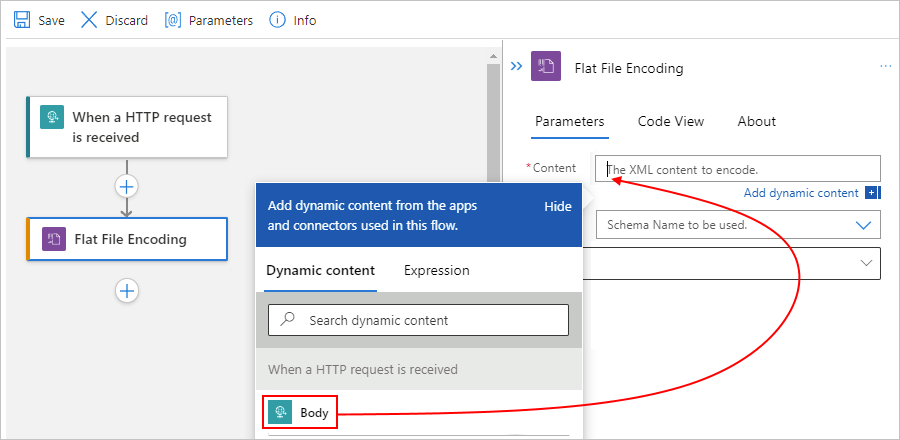 Save Discard [@] Parameters Info
When a HTTP request
is received
Flat File Encoding
Flat File Encoding
Parameters Code View About
*Content The XML content to encode.
Add dynamic content
Schema Name to be used.
Add dynamic content from the apps
and connectors used in this flow.
Hide
Dynamic content Expression
Search dynamic content
When a HTTP request is received
Body